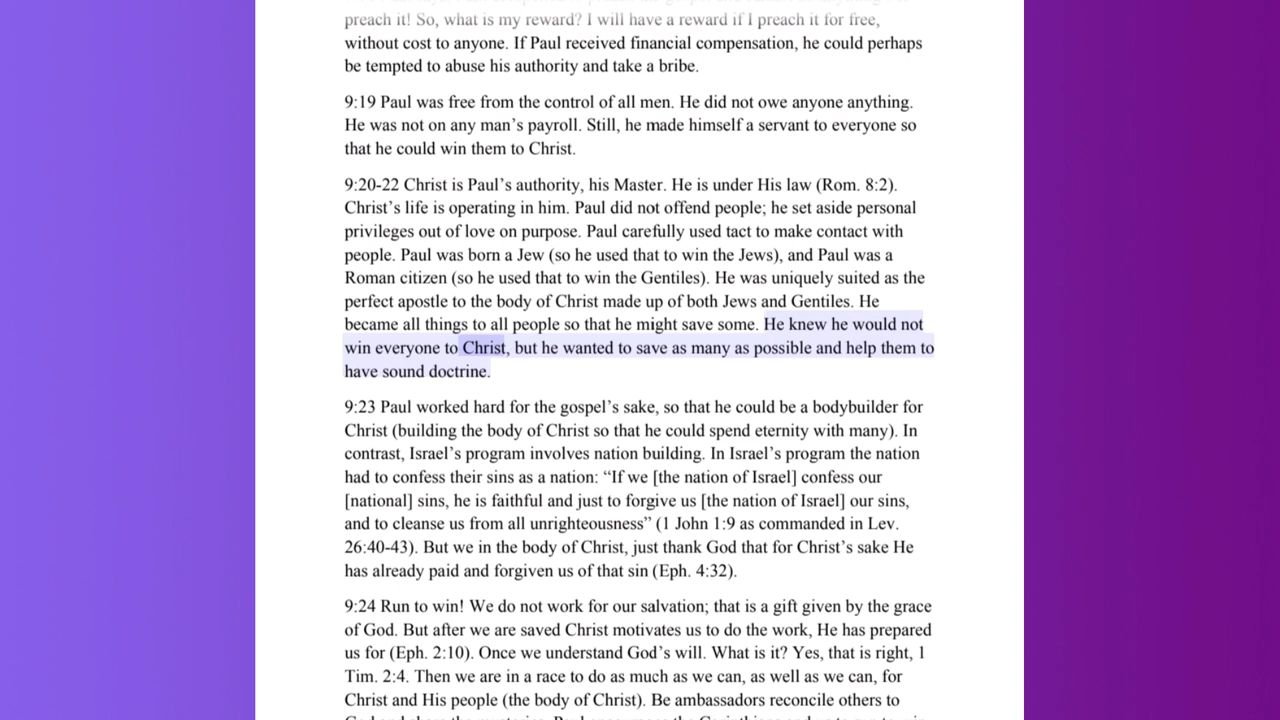 preach it! So, what is my reward? I will have a reward if I preach it for free,
without cost to anyone. If Paul received financial compensation, he could perhaps
be tempted to abuse his authority and take a bribe.
9:19 Paul was free from the control of all men. He did not owe anyone anything.
He was not on any man’s payroll. Still, he made himself a servant to everyone so
that he could win them to Christ.
9:20-22 Christ is Paul’s authority, his Master. He is under His law (Rom. 8:2).
Christ’s life is operating in him. Paul did not offend people; he set aside personal
privileges out of love on purpose. Paul carefully used tact to make contact with
people. Paul was born a Jew (so he used that to win the Jews), and Paul was a
Roman citizen (so he used that to win the Gentiles). He was uniquely suited as the
perfect apostle to the body of Christ made up of both Jews and Gentiles. He
became all things to all people so that he might save some. He knew he would not
win everyone to Christ, but he wanted to save as many as possible and help them to
have sound doctrine.
9:23 Paul worked hard for the gospel’s sake, so that he could be a bodybuilder for
Christ (building the body of Christ so that he could spend eternity with many). In
contrast, Israel’s program involves nation building. In Israel’s program the nation
had to confess their sins as a nation: “If we [the nation of Israel] confess our
[national] sins, he is faithful and just to forgive us [the nation of Israel] our sins,
and to cleanse us from all unrighteousness” (1 John 1:9 as commanded in Lev.
26:40-43). But we in the body of Christ, just thank God that for Christ’s sake He
has already paid and forgiven us of that sin (Eph. 4:32).
9:24 Run to win! We do not work for our salvation; that is a gift given by the grace
of God. But after we are saved Christ motivates us to do the work, He has prepared
us for (Eph. 2:10). Once we understand God’s will. What is it? Yes, that is right, 1
Tim. 2:4. Then we are in a race to do as much as we can, as well as we can, for
Christ and His people (the body of Christ). Be ambassadors reconcile others to